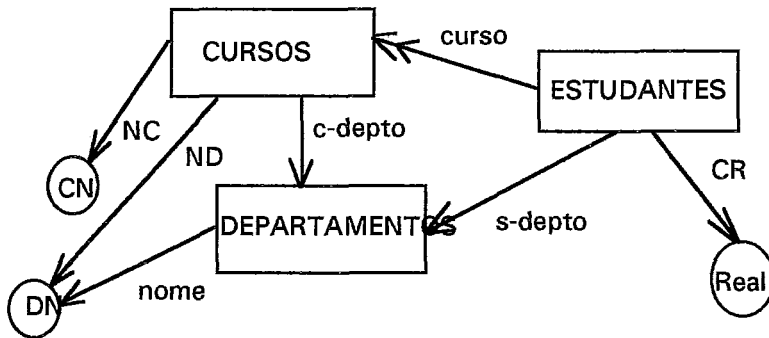 curso
CURSOS
ESTUDANTES
NC
c-depto
ND
CR
CN
DEPARTAMENTOS
s-depto
Real
nome
DN